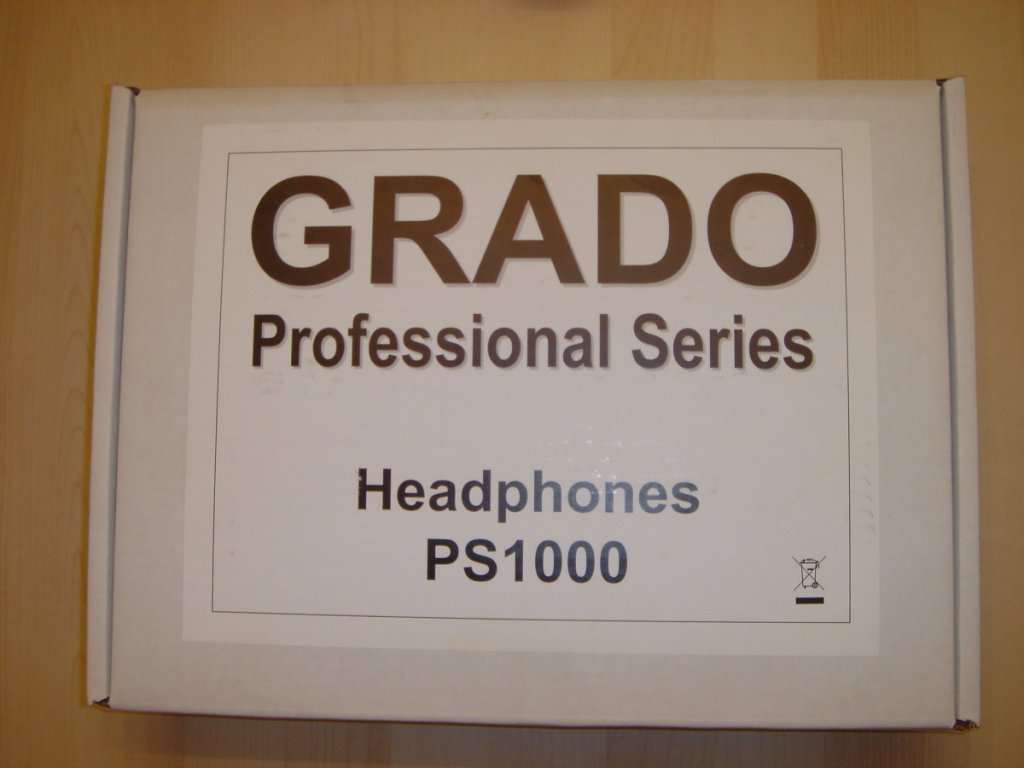 GRADO
Professional Series
Headphones
PS1000